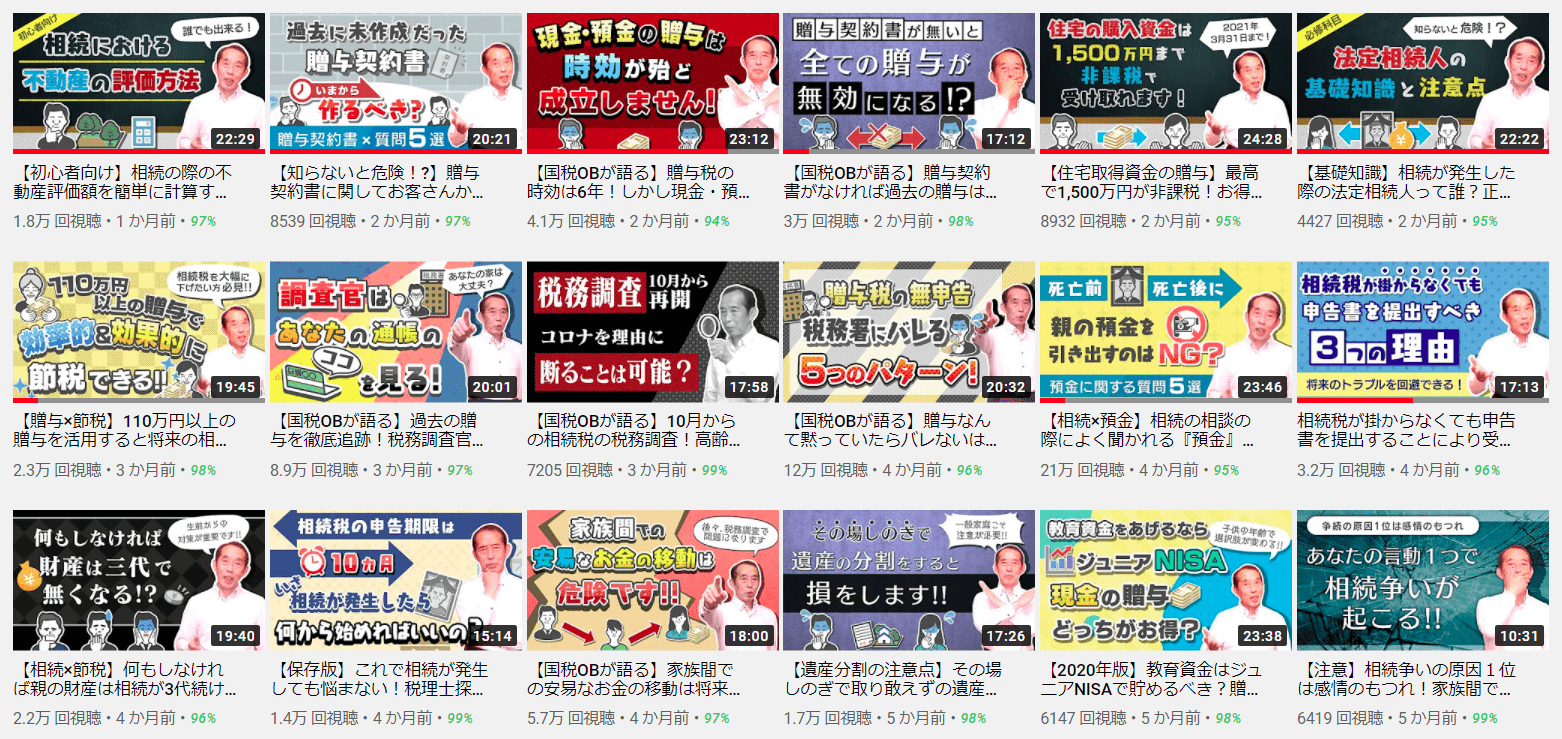 初心者向け
誰でも出来る！
相続における
不動産の評価方法
22:29
【初心者向け】相続の際の不
動産評価額を簡単に計算す...
1.8万 回視聴・1 か月前・97%
過去に未作成だった
贈与契約書
いまから
作るべき？
贈与契約書×質問5選
20:21
【知らないと危険！?】贈与
契約書に関してお客さんか...
8539 回視聴・2 か月前・97%
現金・預金の贈与は
時効が殆ど
成立しません！
23:12
【国税OBが語る】贈与税の
時効は6年！しかし現金・預...
4.1万 回視聴・2 か月前・94%
贈与契約書が無いと
全ての贈与が
無効になる!?
17:12
【国税OBが語る】贈与契約
書がなければ過去の贈与は...
3万 回視聴・2 か月前・98%
住宅の購入資金は
1,500万円まで
非課税で
受け取れます！
2021年
3月31日まで！
24:28
【住宅取得資金の贈与】最高
で1,500万円が非課税！お得...
8932 回視聴・2 か月前・95%
必修科目
知らないと危険！？
法定相続人の
基礎知識と注意点
22:22
【基礎知識】相続が発生した
際の法定相続人って誰？正...
4427 回視聴・2 か月前・95%
110万円
以上の贈与で
効率的&効果的に
節税できる!!
相続税を大幅に
下げたい方必見!!
19:45
【贈与×節税】110万円以上の
贈与を活用すると将来の相...
2.3万 回視聴・3 か月前・98%
調査官は
あなたの通帳の
ココ
を見る！
あなたの家は
大丈夫？
20:01
【国税OBが語る】過去の贈
与を徹底追跡！税務調査官...
8.9万 回視聴・3 か月前・97%
税務調査
10月から
再開
コロナを理由に
断ることは可能？
17:58
【国税OBが語る】10月から
の相続税の税務調査！高齢...
7205 回視聴・3 か月前・99%
贈与税の無申告
税務署にバレる
5つのパターン！
20:32
【国税OBが語る】贈与なん
て黙っていたらバレないは...
12万 回視聴・4 か月前・96%
死亡前
死亡後に
親の預金を
引き出すのはNG？
預金に関する質問5選
23:46
【相続×預金】相続の相談の
際によく聞かれる『預金』...
21万 回視聴・4 か月前・95%
相続税が掛からなくても
申告書を提出すべき
3つの理由
将来のトラブルを回避できる！
17:13
相続税が掛からなくても申告
書を提出することにより受...
3.2万 回視聴・4 か月前・96%
何もしなければ
財産は三代で
無くなる!?
生前からの
対策が重要です!!
19:40
【相続×節税】何もしなけれ
ば親の財産は相続が3代続け...
2.2万 回視聴・4 か月前・96%
相続税の申告期限は
10ヵ月
いざ
相続が発生したら
何から始めればいいの？
15:14
【保存版】これで相続が発生
しても悩まない！税理士探...
1.4万 回視聴・4 か月前・99%
家族間での
安易なお金の移動は
危険です!!
後々、税務調査で
問題になります
18:00
【国税OBが語る】家族間で
の安易なお金の移動は将来...
5.7万 回視聴・4 か月前・97%
その場しのぎで
遺産の分割をすると
損をします!!
一般家庭こそ
注意が必要!!
17:26
【遺産分割の注意点】その場
しのぎで取り敢えずの遺産...
1.7万 回視聴・5 か月前・98%
教育資金をあげるなら
ジュニアNISA
現金の贈与
どっちがお得？
子供の年齢で
選択肢が変わる!!
23:38
【2020年版】教育資金はジュ
ニアNISAで貯めるべき？贈...
6147 回視聴・5 か月前・98%
争続の原因1位は感情のもつれ
あなたの言動1つで
相続争いが
起こる!!
10:31
【注意】相続争いの原因１位
は感情のもつれ！家族間で...
6419 回視聴・5 か月前・99%